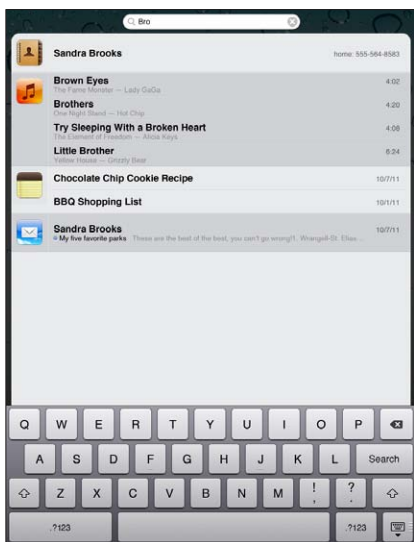 Bro
Sandra Brooks home: 555-564-8583
Brown Eyes 4:02
The Fame Monster — Lady GaGa
Brothers 4:20
One Night Stand — Hot Chip
Try Sleeping With a Broken Heart 4:08
The Element of Freedom — Alicia Keys
Little Brother 6:24
Yellow House — Grizzly Bear
Chocolate Chip Cookie Recipe 10/7/11
BBQ Shopping List 10/1/11
Sandra Brooks 10/7/11
My five favorite parks These are the best of the best, you can't go wrong!1. Wrangell-St. Elias...
Q W E R T Y U I O P
A S D F G H J K L Search
Z X C V B N M ! , ? .
.?123 .?123